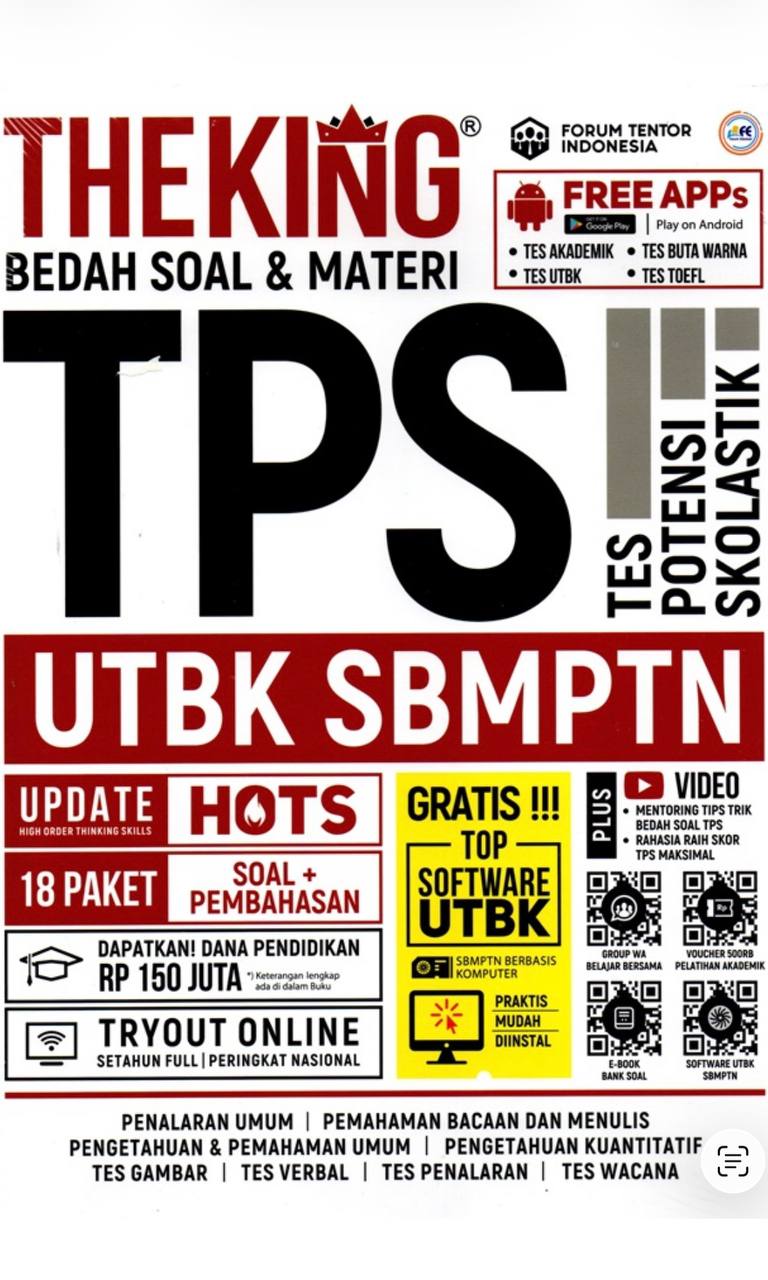 THE KING®
BEDAH SOAL & MATERI
FORUM TENTOR
INDONESIA
FREE APPs
GET IT ON
Google Play | Play on Android
• TES AKADEMIK
• TES UTBK
• TES BUTA WARNA
• TES TOEFL
TPS
TES
POTENSI
SKOLASTIK
UTBK SBMPTN
UPDATE
HIGH ORDER THINKING SKILLS
HOTS
18 PAKET
SOAL +
PEMBAHASAN
DAPATKAN! DANA PENDIDIKAN
RP 150 JUTA
*) Keterangan lengkap
ada di dalam Buku
TRYOUT ONLINE
SETAHUN FULL | PERINGKAT NASIONAL
GRATIS !!!
TOP
SOFTWARE
UTBK
SBMPTN BERBASIS
KOMPUTER
PRAKTIS
MUDAH
DIINSTAL
PLUS
VIDEO
• MENTORING TIPS TRIK
BEDAH SOAL TPS
• RAHASIA RAIH SKOR
TPS MAKSIMAL
GROUP WA
BELAJAR BERSAMA
Rp
VOUCHER 500RB
PELATIHAN AKADEMIK
E-BOOK
BANK SOAL
SOFTWARE UTBK
SBMPTN
PENALARAN UMUM | PEMAHAMAN BACAAN DAN MENULIS
PENGETAHUAN & PEMAHAMAN UMUM | PENGETAHUAN KUANTITATIF
TES GAMBAR | TES VERBAL | TES PENALARAN | TES WACANA